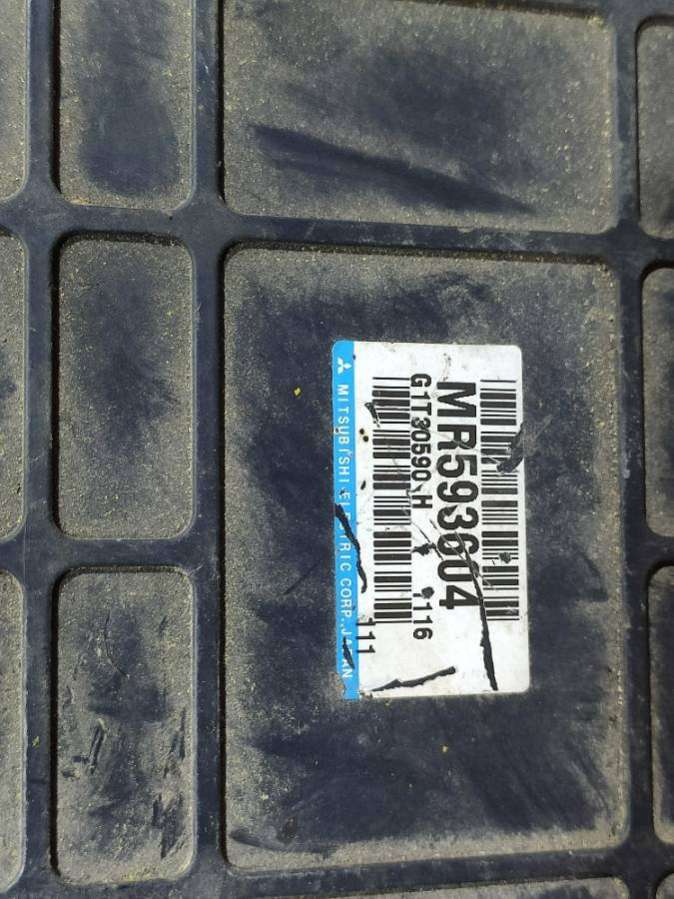 MR593604
G1T30590 H 1116
111
MITSUBISHI ELECTRIC CORP. JAPAN